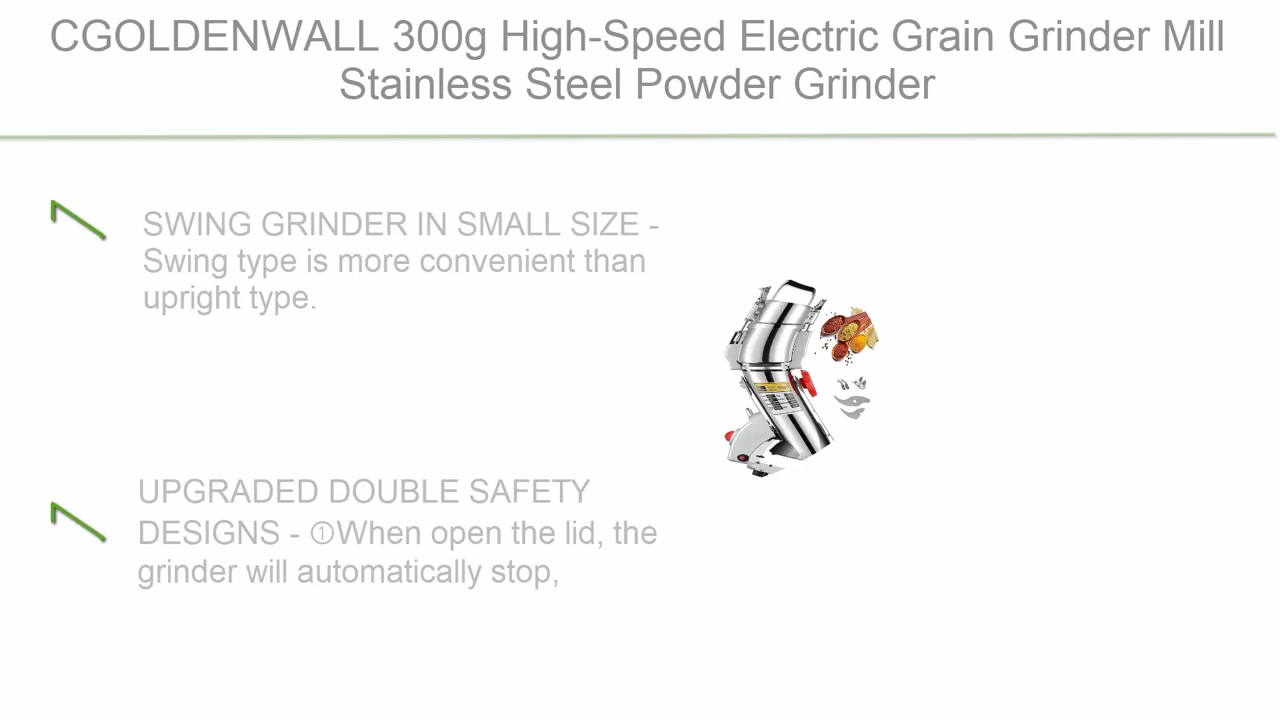 CGOLDENWALL 300g High-Speed Electric Grain Grinder Mill
Stainless Steel Powder Grinder
SWING GRINDER IN SMALL SIZE -
Swing type is more convenient than
upright type.
UPGRADED DOUBLE SAFETY
DESIGNS - ①When open the lid, the
grinder will automatically stop,